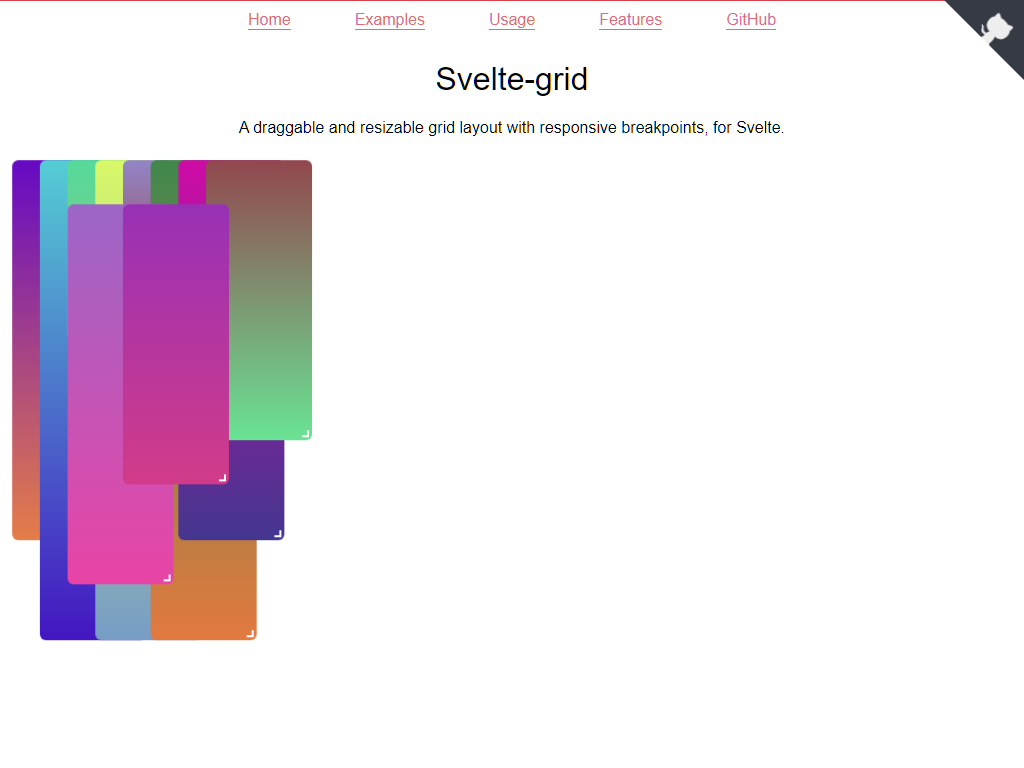 Home Examples Usage Features GitHub
Svelte-grid
A draggable and resizable grid layout with responsive breakpoints, for Svelte.